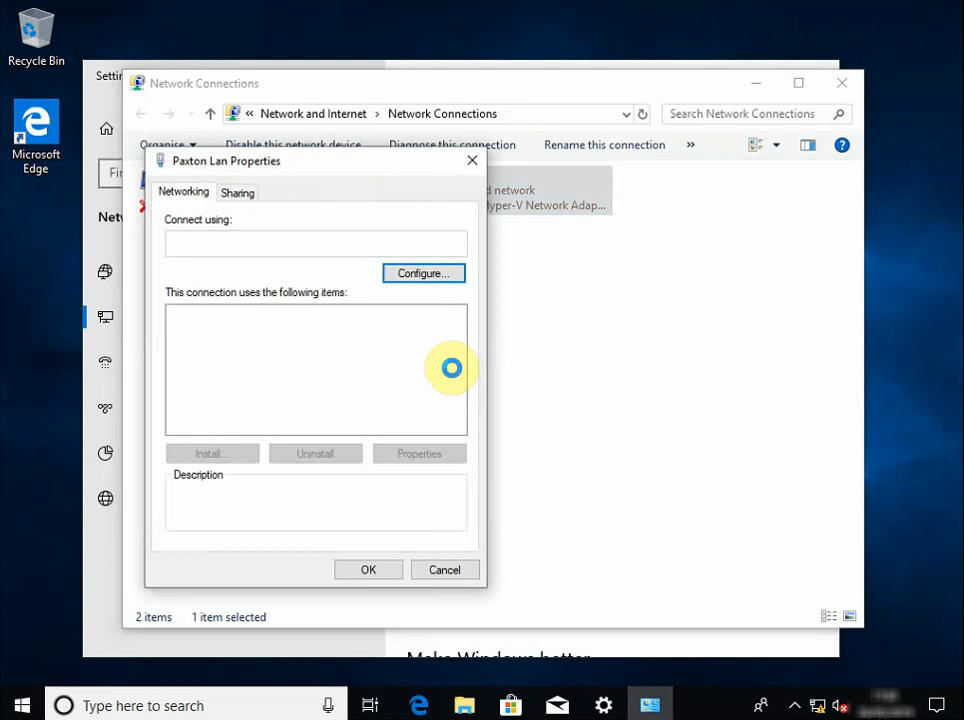 Recycle Bin
Microsoft
Edge
Settin
Network Connections
« Network and Internet › Network Connections
Search Network Connections
Organise
Disable this network device
Diagnose this connection
Rename this connection
»
Paxton Lan Properties
Networking
Sharing
Fi
Net
d network
yper-V Network Adap...
Connect using:
Configure...
This connection uses the following items:
Install...
Uninstall
Properties
Description
OK
Cancel
2 items
1 item selected
Make Windows better
Type here to search